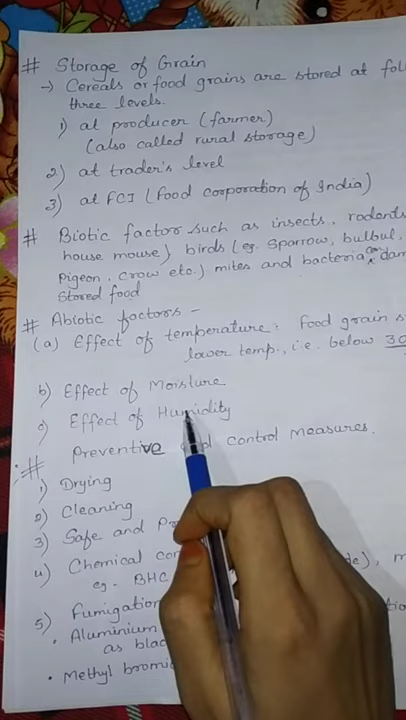 # Storage of Grain
→ Cereals or food grains are stored at
three levels.
1) at producer (farmer)
(also called rural storage)
2) at trader's level
3) at FCI (Food corporation of India)
# Biotic factor such as insects, rodents
house mouse) birds (eg. Sparrow, bulbul,
Pigeon, crow etc.) mites and bacteria can
stored food
# Abiotic factors -
(a) Effect of temperature: Food grain
lower temp., i.e. below 30
b) Effect of Moisture
c) Effect of Humidity
# Preventive and control measures.
1) Drying
2) Cleaning
3) Safe and
4) Chemical
eg. BHC
5) Fumigation
• Aluminium
as
• Methyl